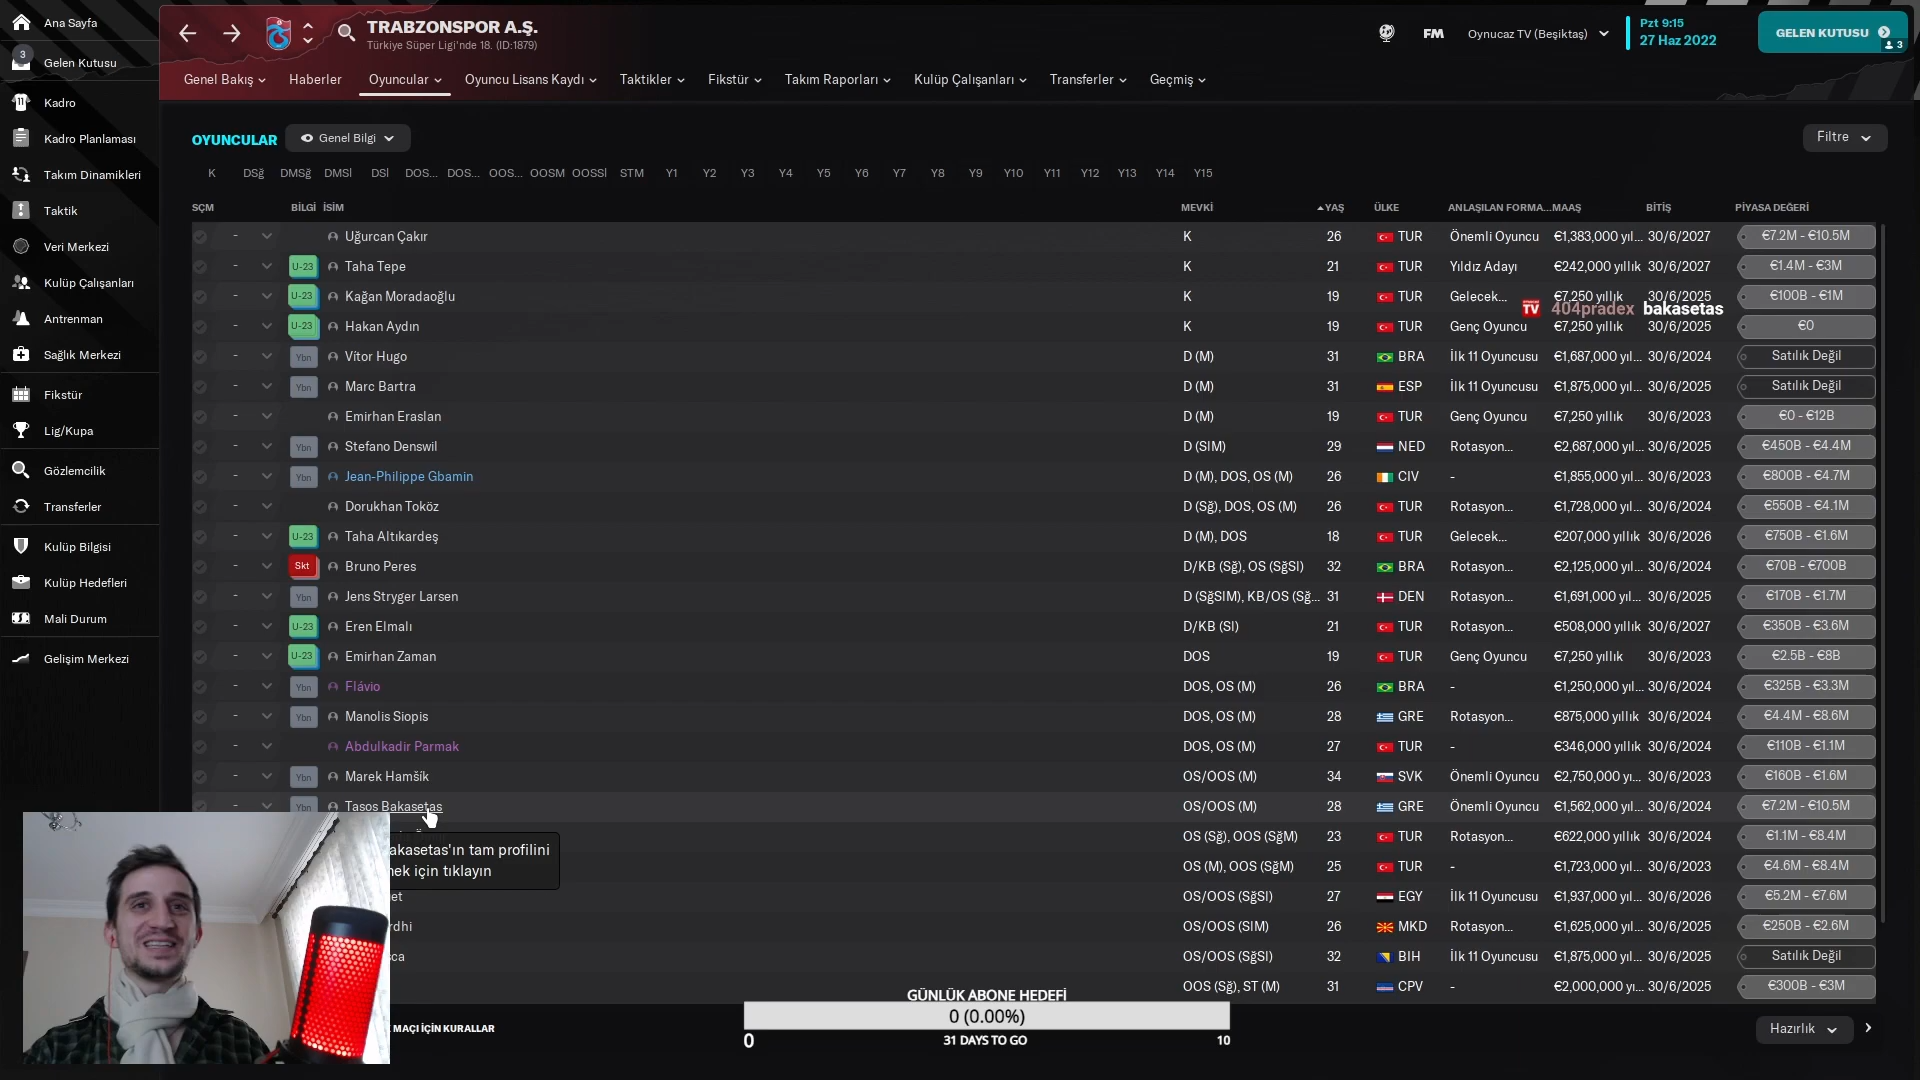 Ana Sayfa
3
Gelen Kutusu
Kadro
Kadro Planlaması
Takım Dinamikleri
Taktik
Veri Merkezi
Kulüp Çalışanları
Antrenman
Sağlık Merkezi
Fikstür
Lig/Kupa
Gözlemcilik
Transferler
Kulüp Bilgisi
Kulüp Hedefleri
Mali Durum
Gelişim Merkezi
TRABZONSPOR A.Ş.
Türkiye Süper Ligi'nde 18. (ID:1879)
FM
Oynucaz TV (Beşiktaş)
Pzt 9:15
27 Haz 2022
GELEN KUTUSU
3
Genel Bakış Haberler Oyuncular Oyuncu Lisans Kaydı Taktikler Fikstür Takım Raporları Kulüp Çalışanları Transferler Geçmiş
OYUNCULAR Genel Bilgi Filtre
K DSğ DMSğ DMSl DSl DOS... DOS... OOS... OOSM OOSSl STM Y1 Y2 Y3 Y4 Y5 Y6 Y7 Y8 Y9 Y10 Y11 Y12 Y13 Y14 Y15
SÇM BİLGİ İSİM MEVKİ YAŞ ÜLKE ANLAŞILAN FORMA... MAAŞ BİTİŞ PİYASA DEĞERİ
- Uğurcan Çakır K 26 TUR Önemli Oyuncu €1,383,000 yıl... 30/6/2027 €7.2M - €10.5M
- U-23 Taha Tepe K 21 TUR Yıldız Adayı €242,000 yıllık 30/6/2027 €1.4M - €3M
- U-23 Kağan Moradaoğlu K 19 TUR Gelecek... €7,250 yıllık 30/6/2025 €100B - €1M
TV 404pradex bakasetas
- U-23 Hakan Aydın K 19 TUR Genç Oyuncu €7,250 yıllık 30/6/2025 €0
- Ybn Vítor Hugo D (M) 31 BRA İlk 11 Oyuncusu €1,687,000 yıl... 30/6/2024 Satılık Değil
- Ybn Marc Bartra D (M) 31 ESP İlk 11 Oyuncusu €1,875,000 yıl... 30/6/2025 Satılık Değil
- Emirhan Eraslan D (M) 19 TUR Genç Oyuncu €7,250 yıllık 30/6/2023 €0 - €12B
- Ybn Stefano Denswil D (SlM) 29 NED Rotasyon... €2,687,000 yıl... 30/6/2025 €450B - €4.4M
- Ybn Jean-Philippe Gbamin D (M), DOS, OS (M) 26 CIV - €1,855,000 yıl... 30/6/2023 €800B - €4.7M
- Dorukhan Toköz D (Sğ), DOS, OS (M) 26 TUR Rotasyon... €1,728,000 yıl... 30/6/2025 €550B - €4.1M
- U-23 Taha Altıkardeş D (M), DOS 18 TUR Gelecek... €207,000 yıllık 30/6/2026 €750B - €1.6M
- Skt Bruno Peres D/KB (Sğ), OS (SğSl) 32 BRA Rotasyon... €2,125,000 yıl... 30/6/2024 €70B - €700B
- Ybn Jens Stryger Larsen D (SğSlM), KB/OS (Sğ... 31 DEN Rotasyon... €1,691,000 yıl... 30/6/2025 €170B - €1.7M
- U-23 Eren Elmalı D/KB (Sl) 21 TUR Rotasyon... €508,000 yıllık 30/6/2027 €350B - €3.6M
- U-23 Emirhan Zaman DOS 19 TUR Genç Oyuncu €7,250 yıllık 30/6/2023 €2.5B - €8B
- Ybn Flávio DOS, OS (M) 26 BRA - €1,250,000 yıl... 30/6/2024 €325B - €3.3M
- Ybn Manolis Siopis DOS, OS (M) 28 GRE Rotasyon... €875,000 yıllık 30/6/2024 €4.4M - €8.6M
- Abdulkadir Parmak DOS, OS (M) 27 TUR - €346,000 yıllık 30/6/2024 €110B - €1.1M
- Ybn Marek Hamšík OS/OOS (M) 34 SVK Önemli Oyuncu €2,750,000 yı... 30/6/2023 €160B - €1.6M
- Ybn Tasos Bakasetas OS/OOS (M) 28 GRE Önemli Oyuncu €1,562,000 yıl... 30/6/2024 €7.2M - €10.5M
OS (Sğ), OOS (SğM) 23 TUR Rotasyon... €622,000 yıllık 30/6/2024 €1.1M - €8.4M
akasetas'ın tam profilini
nek için tıklayın
OS (M), OOS (SğM) 25 TUR - €1,723,000 yıl... 30/6/2023 €4.6M - €8.4M
et OS/OOS (SğSl) 27 EGY İlk 11 Oyuncusu €1,937,000 yıl... 30/6/2026 €5.2M - €7.6M
rdhi OS/OOS (SlM) 26 MKD Rotasyon... €1,625,000 yıl... 30/6/2025 €250B - €2.6M
sca OS/OOS (SğSl) 32 BIH İlk 11 Oyuncusu €1,875,000 yıl... 30/6/2025 Satılık Değil
OOS (Sğ), ST (M) 31 CPV - €2,000,000 yı... 30/6/2025 €300B - €3M
GÜNLÜK ABONE HEDEFİ
0 (0.00%)
0 31 DAYS TO GO 10
MAÇI İÇİN KURALLAR
Hazırlık